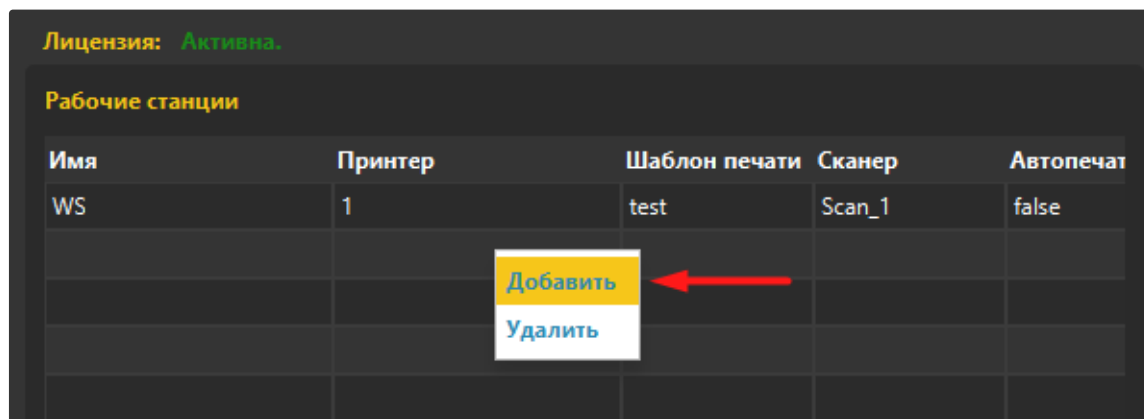 Лицензия: Активна.
Рабочие станции
Имя Принтер Шаблон печати Сканер Автопечат
WS 1 test Scan_1 false
Добавить
Удалить